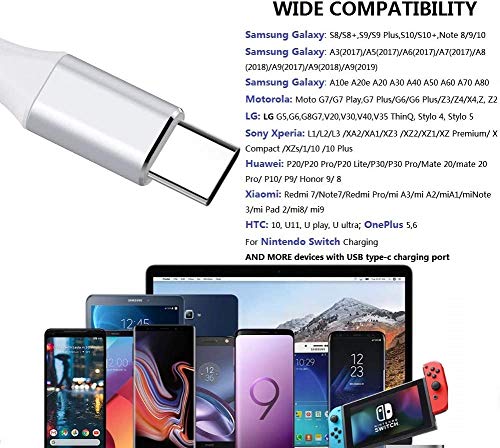 WIDE COMPATIBILITY
Samsung Galaxy: S8/S8+,S9/S9 Plus,S10/S10+,Note 8/9/10
Samsung Galaxy: A3(2017)/A5(2017)/A6(2017)/A7(2017)/A8
(2018)/A9(2017)/A9(2018)/A9(2019)
Samsung Galaxy: A10e A20e A20 A30 A40 A50 A60 A70 A80
Motorola: Moto G7/G7 Play,G7 Plus/G6/G6 Plus/Z3/Z4/X4,Z, Z2
LG: LG G5,G6,G8G7,V20,V30,V40,V35 ThinQ, Stylo 4, Stylo 5
Sony Xperia: L1/L2/L3 /XA2/XA1/XZ3 /XZ2/XZ1/XZ Premium/ X
Compact /XZs/1/10 /10 Plus
Huawei: P20/P20 Pro/P20 Lite/P30/P30 Pro/Mate 20/mate 20
Pro/ P10/ P9/ Honor 9/ 8
Xiaomi: Redmi 7/Note7/Redmi Pro/mi A3/mi A2/miA1/miNote
3/mi Pad 2/mi8/ mi9
HTC: 10, U11, U play, U ultra; OnePlus 5,6
For Nintendo Switch Charging
AND MORE devices with USB type-c charging port
SAMSUNG
12:45
9
23
12:30
SWITCH